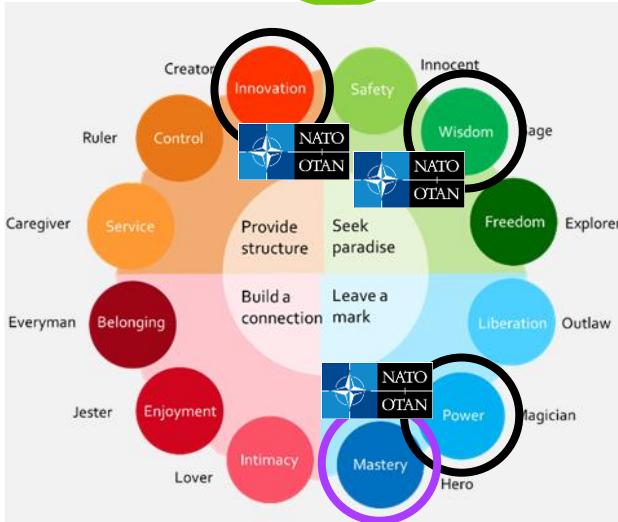 Creator
Innovation
Safety
Innocent
Ruler
Control
NATO
OTAN
NATO
OTAN
Wisdom
age
Caregiver
Service
Provide
structure
Seek
paradise
Freedom
Explorer
Everyman
Belonging
Build a
connection
Leave a
mark
Liberation
Outlaw
Jester
Enjoyment
NATO
OTAN
Power
Magician
Lover
Intimacy
Mastery
Hero